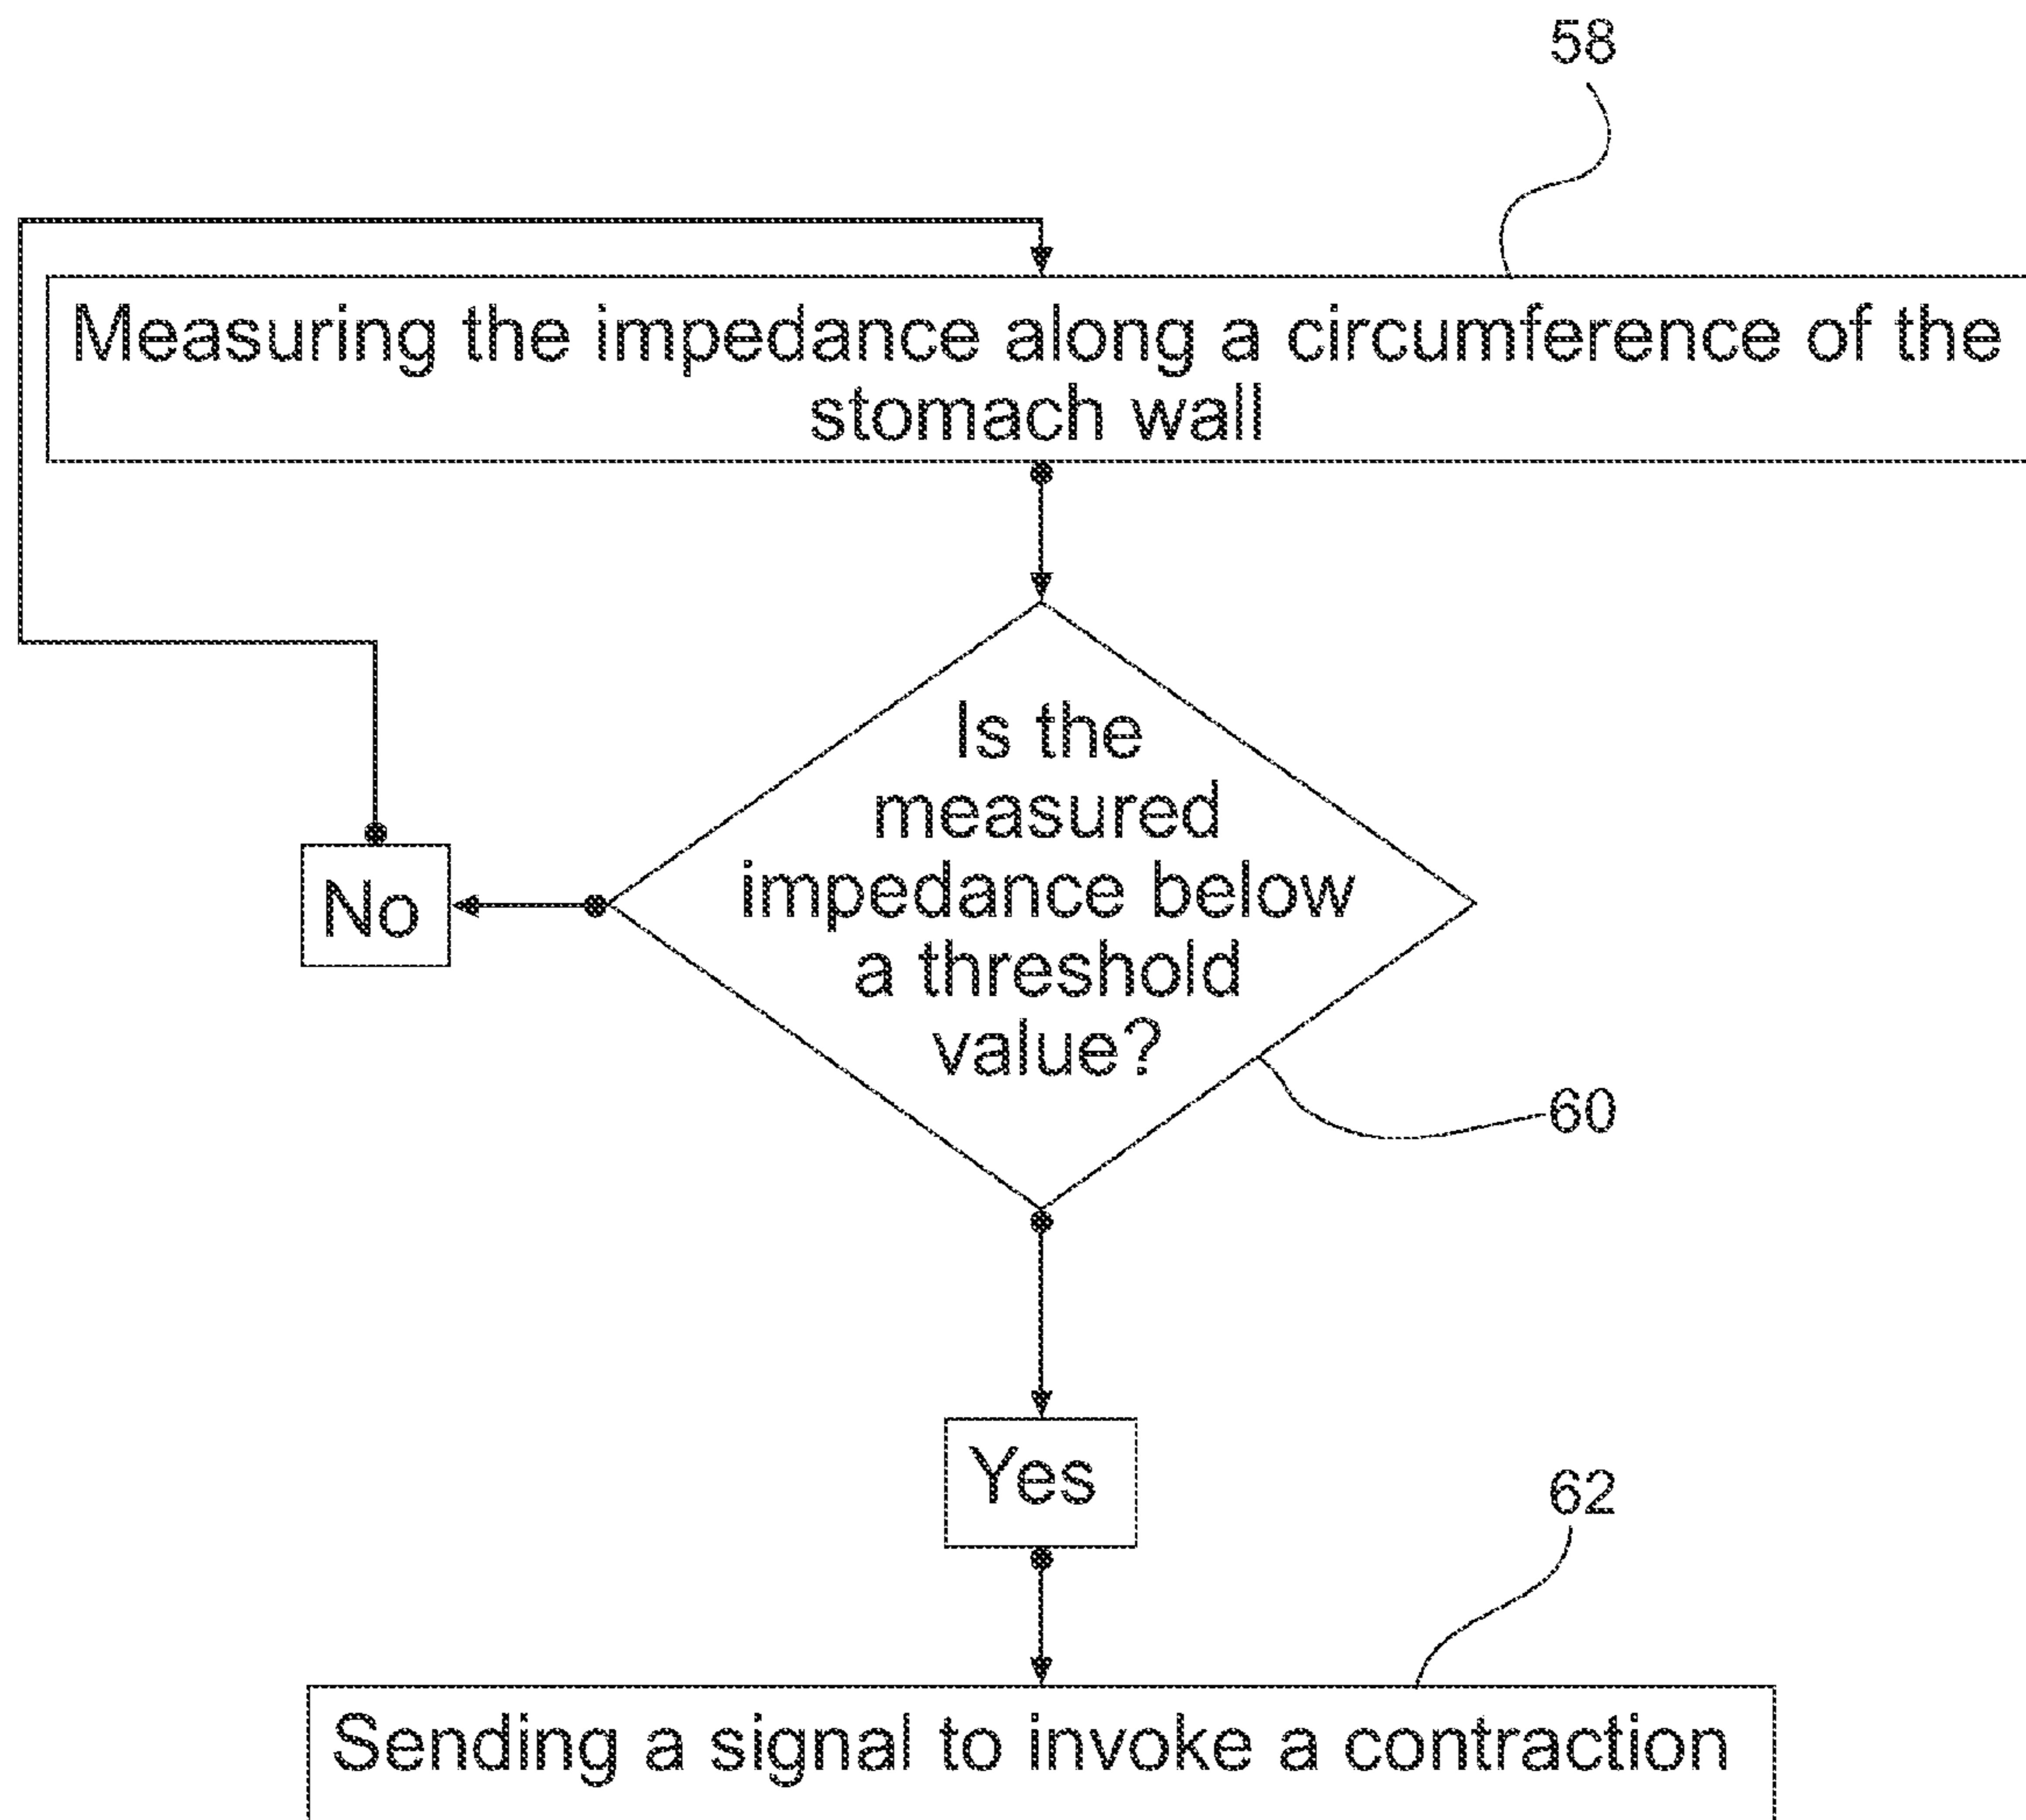 58
Measuring the impedance along a circumference of the
stomach wall
Is the
measured
impedance below
a threshold
value?
No
60
Yes
62
Sending a signal to invoke a contraction